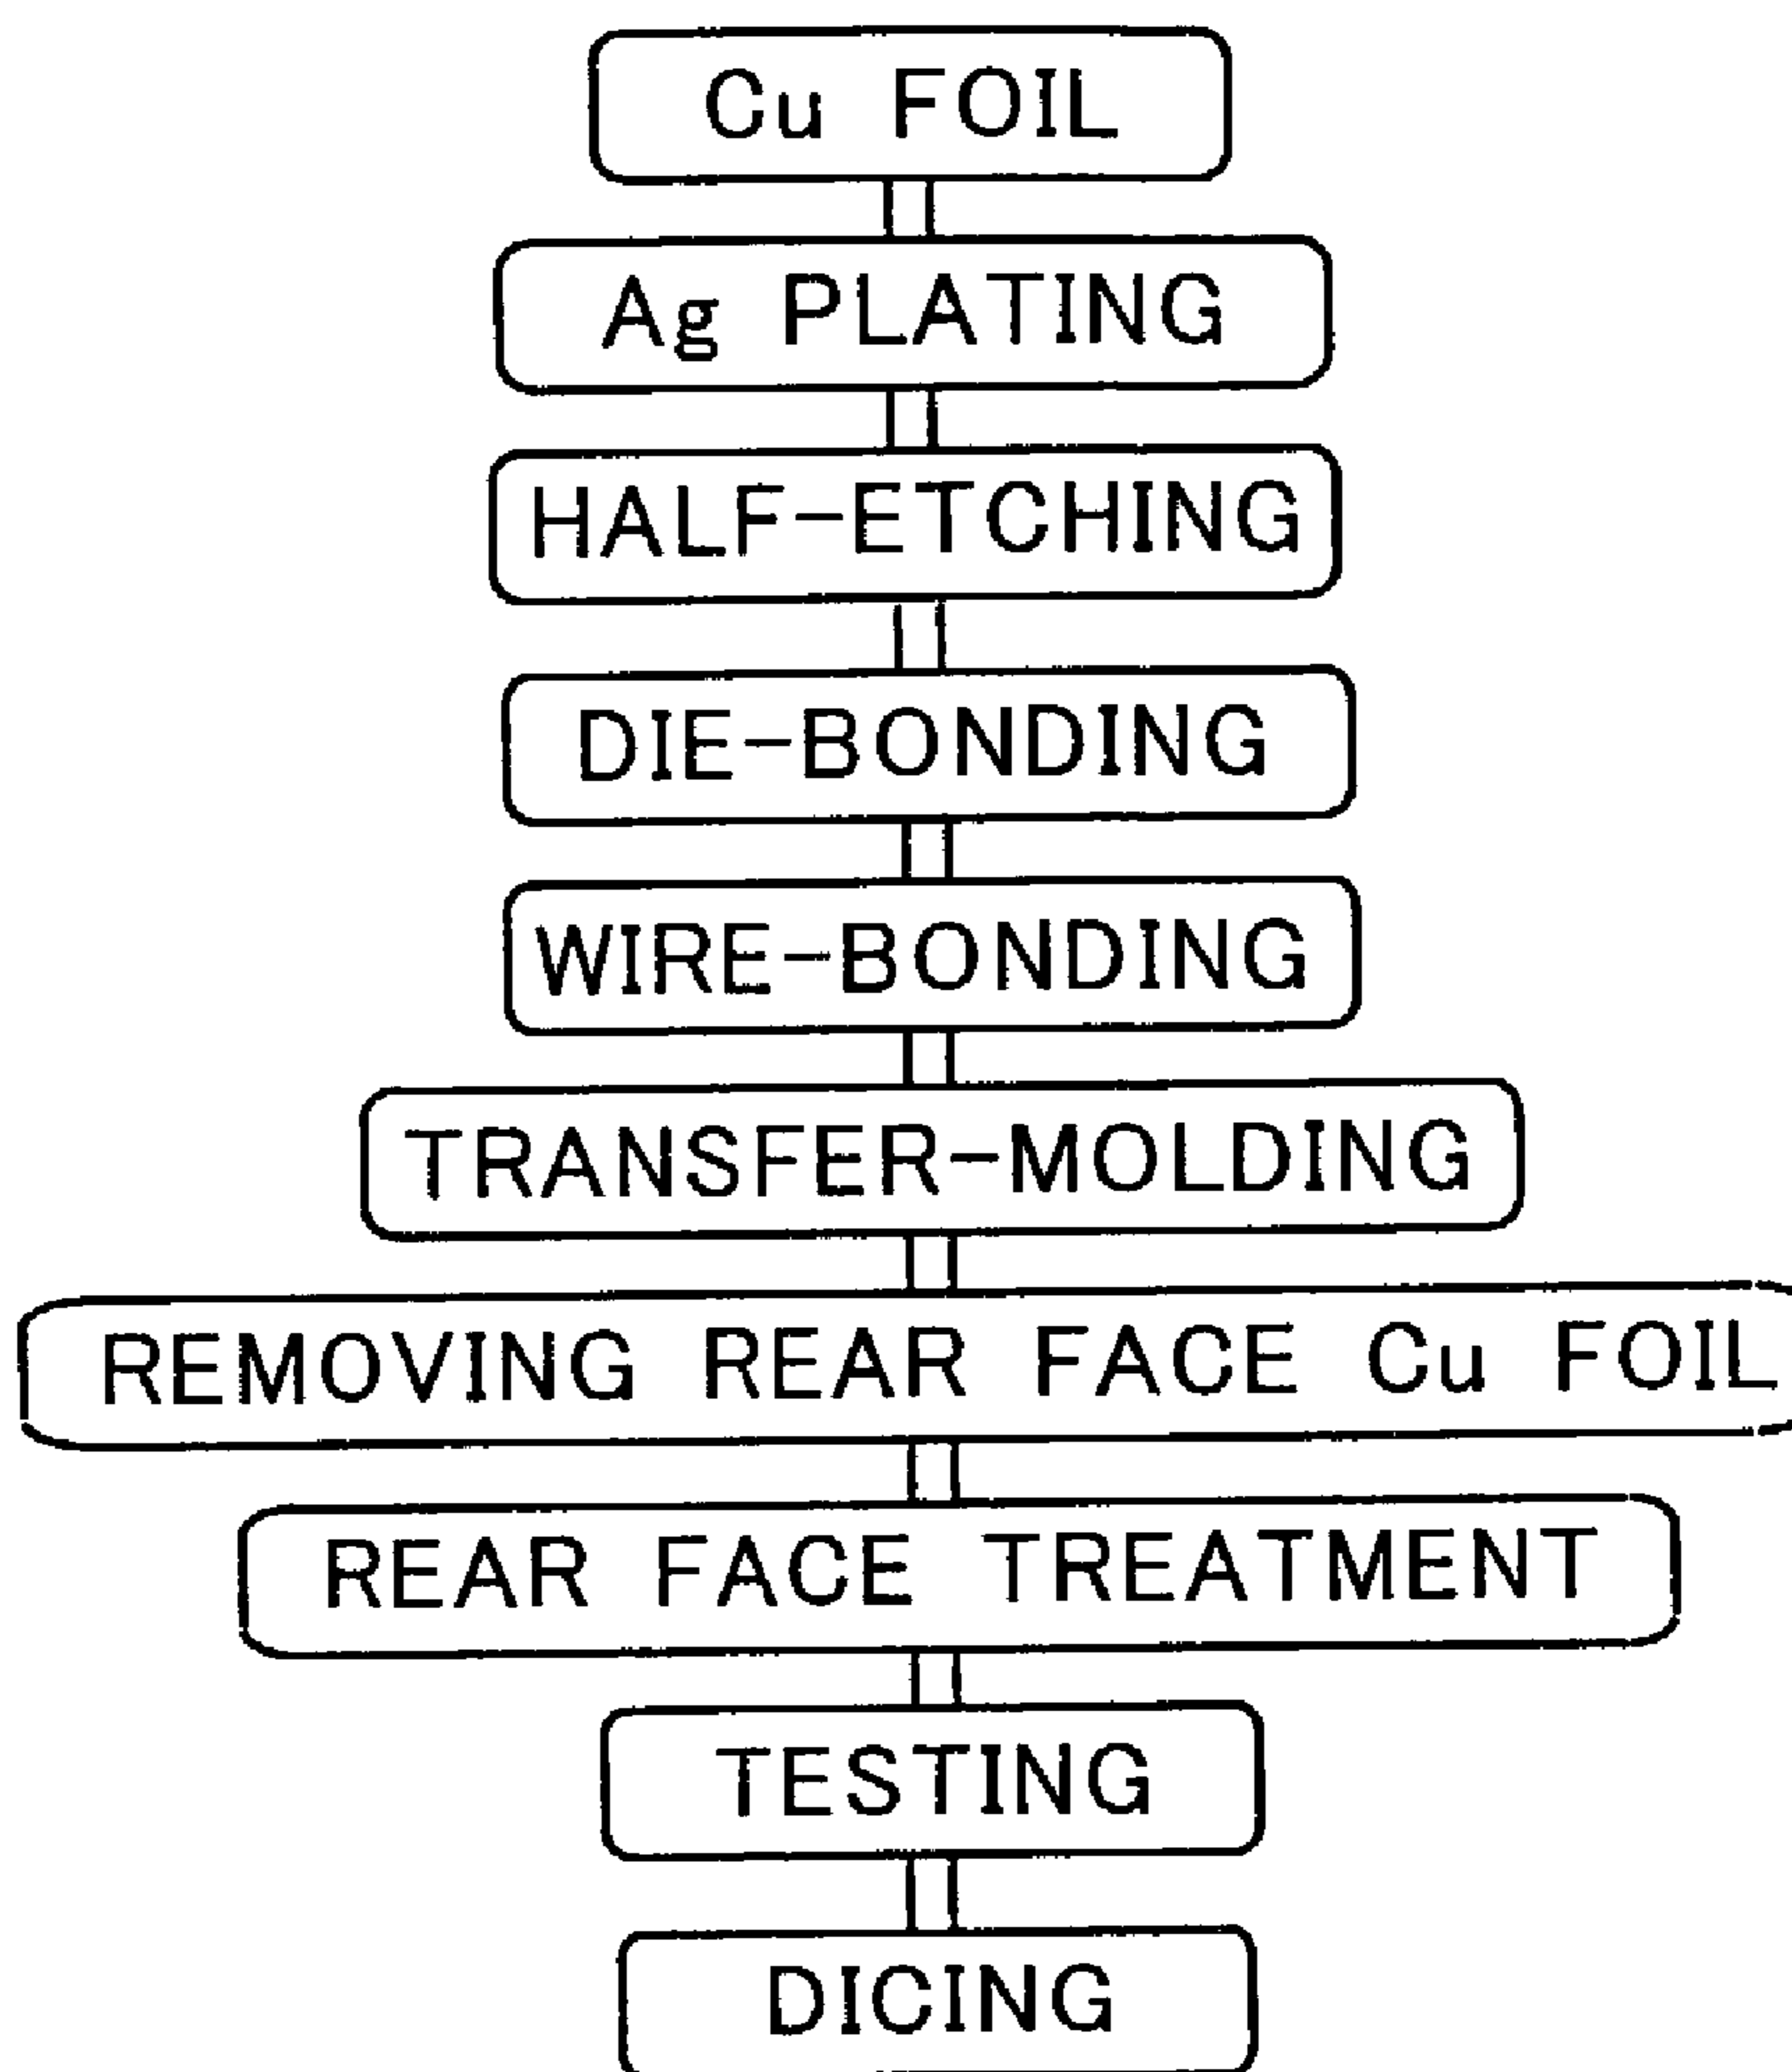 Cu FOIL
Ag PLATING
HALF-ETCHING
DIE-BONDING
WIRE-BONDING
TRANSFER-MOLDING
REMOVING REAR FACE Cu FOIL
REAR FACE TREATMENT
TESTING
DICING